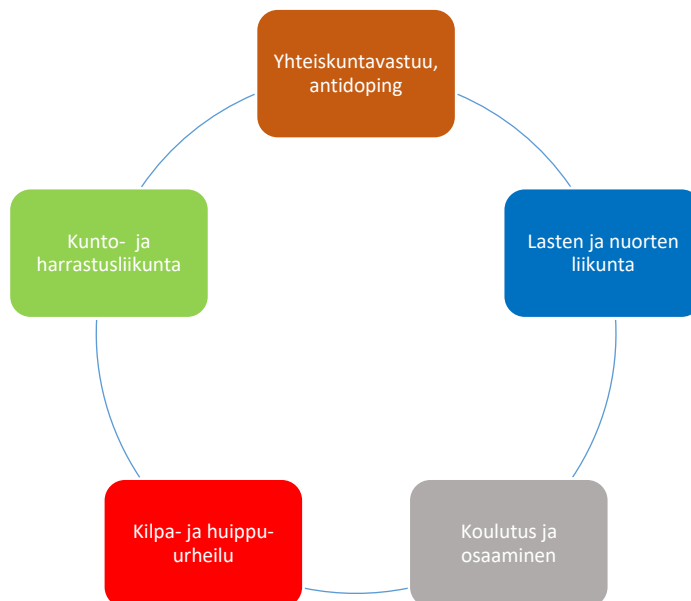 Yhteiskuntavastuu,
antidoping
Lasten ja nuorten
liikunta
Koulutus ja
osaaminen
Kilpa- ja huippu-
urheilu
Kunto- ja
harrastusliikunta